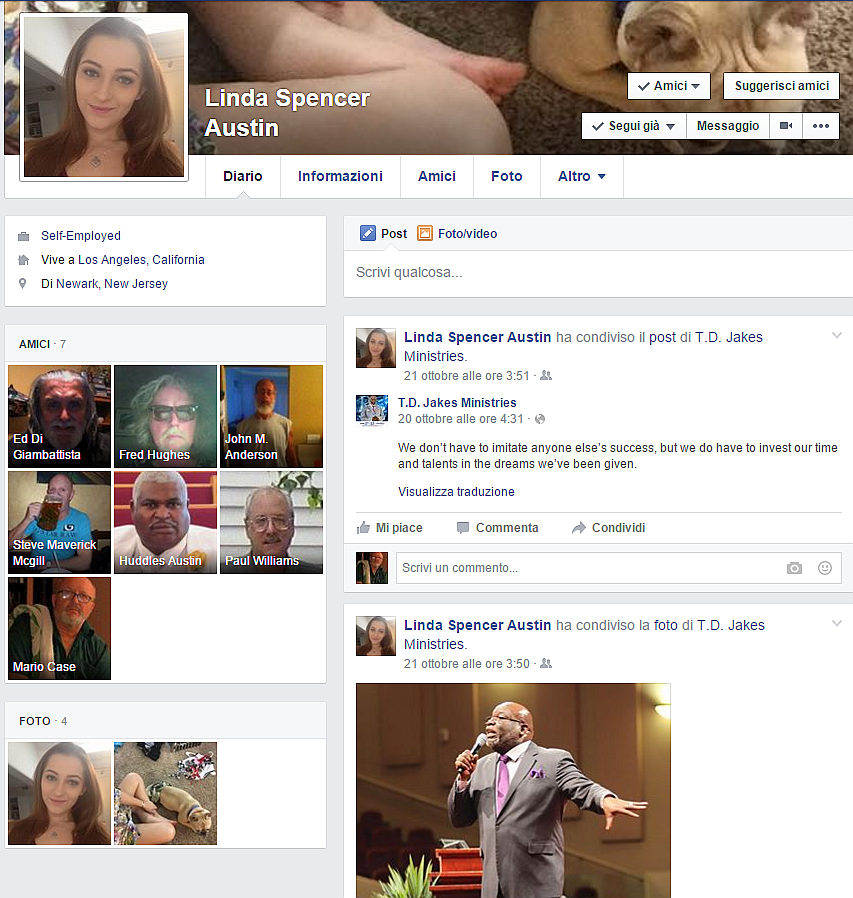 Linda Spencer
Austin
Amici
Suggerisci amici
Segui già
Messaggio
Diario
Informazioni
Amici
Foto
Altro
Self-Employed
Vive a Los Angeles, California
Di Newark, New Jersey
AMICI · 7
Ed Di
Giambattista
Fred Hughes
John M.
Anderson
Steve Maverick
Mcgill
Huddles Austin
Paul Williams
Mario Case
FOTO · 4
Post
Foto/video
Scrivi qualcosa...
Linda Spencer Austin ha condiviso il post di T.D. Jakes
Ministries.
21 ottobre alle ore 3:51 ·
T.D. Jakes Ministries
20 ottobre alle ore 4:31 ·
We don’t have to imitate anyone else’s success, but we do have to invest our time
and talents in the dreams we’ve been given.
Visualizza traduzione
Mi piace
Commenta
Condividi
Scrivi un commento...
Linda Spencer Austin ha condiviso la foto di T.D. Jakes
Ministries.
21 ottobre alle ore 3:50 ·